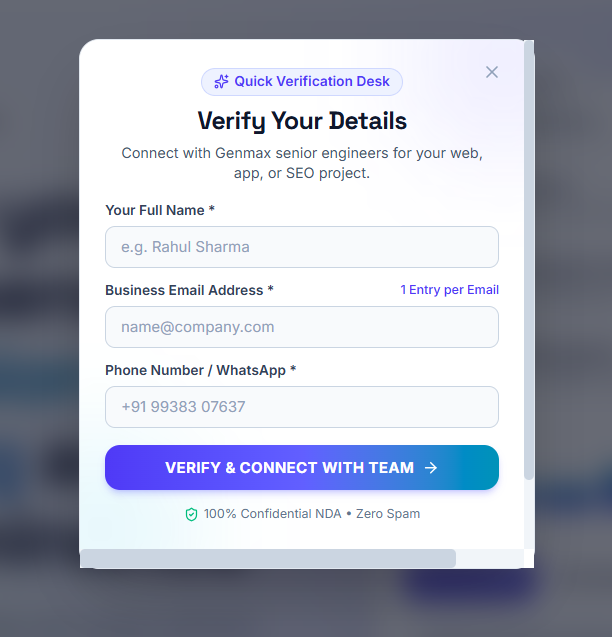 Quick Verification Desk
Verify Your Details
Connect with Genmax senior engineers for your web,
app, or SEO project.
Your Full Name *
e.g. Rahul Sharma
Business Email Address *
1 Entry per Email
name@company.com
Phone Number / WhatsApp *
+91 99383 07637
VERIFY & CONNECT WITH TEAM →
100% Confidential NDA • Zero Spam